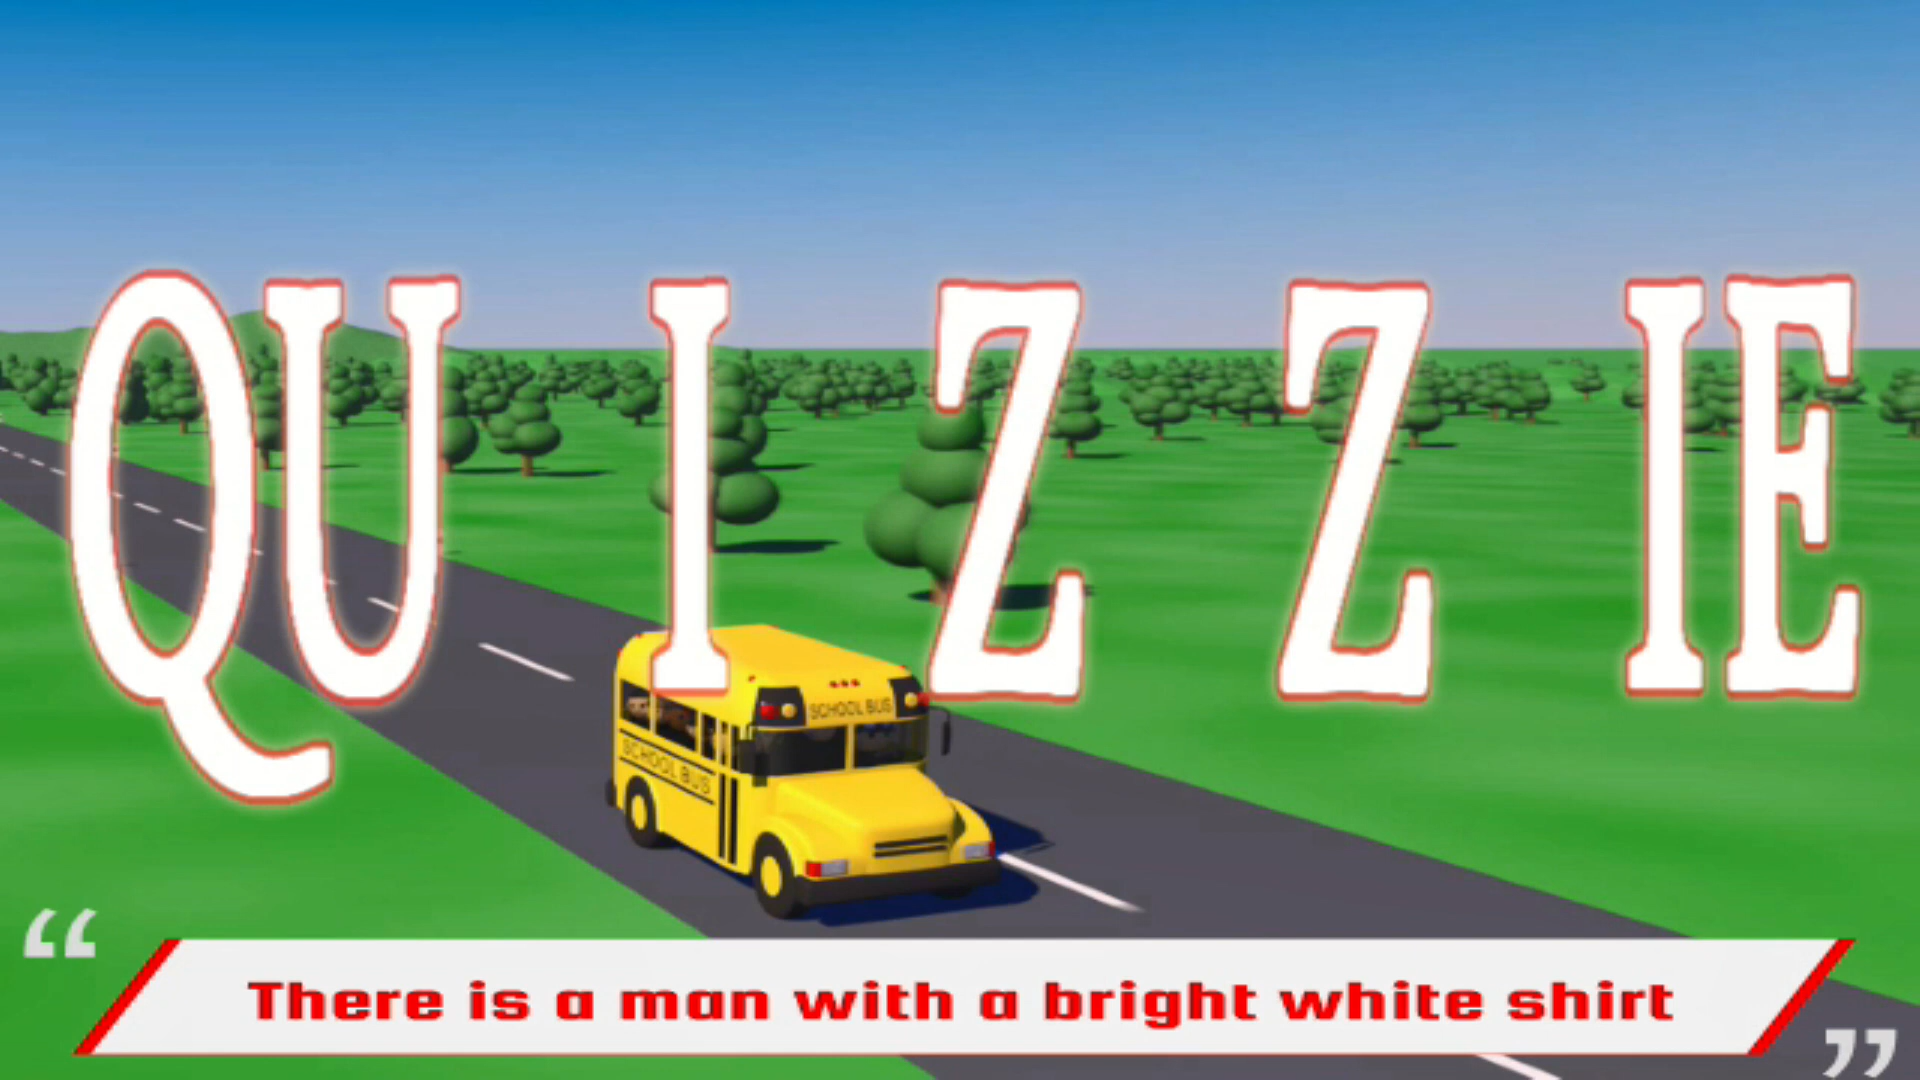 QUIZZIE
SCHOOL BUS
SCHOOL BUS
“
There is a man with a bright white shirt
”